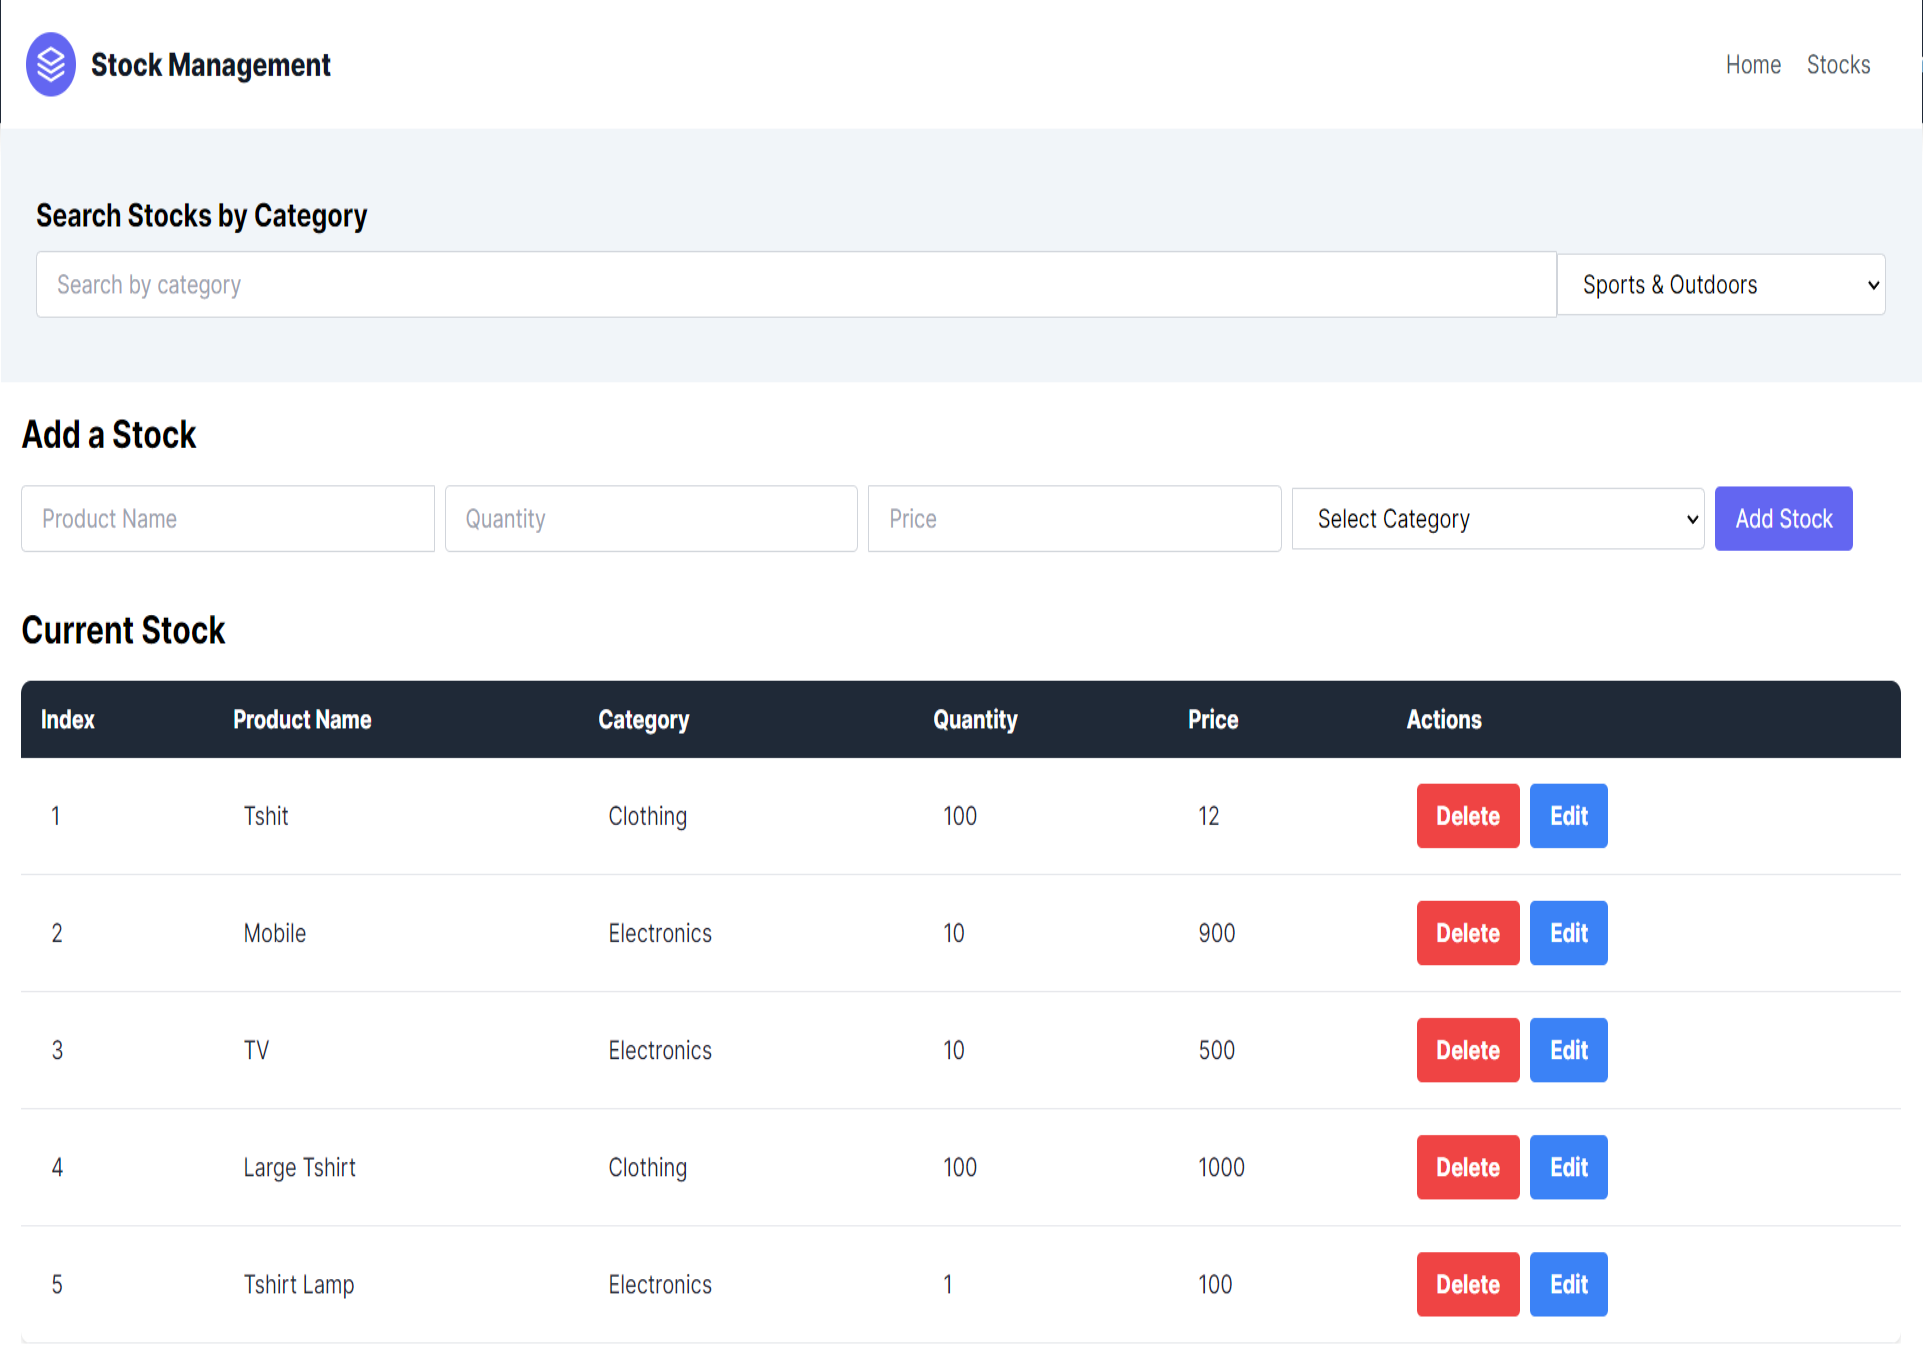 Stock Management Home Stocks
Search Stocks by Category
Search by category Sports & Outdoors
Add a Stock
Product Name Quantity Price Select Category Add Stock
Current Stock
Index Product Name Category Quantity Price Actions
1 Tshit Clothing 100 12 Delete Edit
2 Mobile Electronics 10 900 Delete Edit
3 TV Electronics 10 500 Delete Edit
4 Large Tshirt Clothing 100 1000 Delete Edit
5 Tshirt Lamp Electronics 1 100 Delete Edit